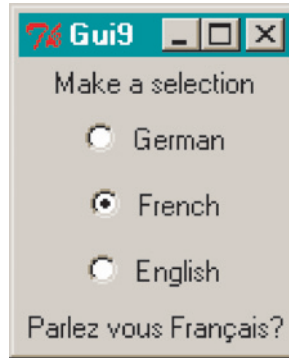 Gui9
Make a selection
German
French
English
Parlez vous Français?